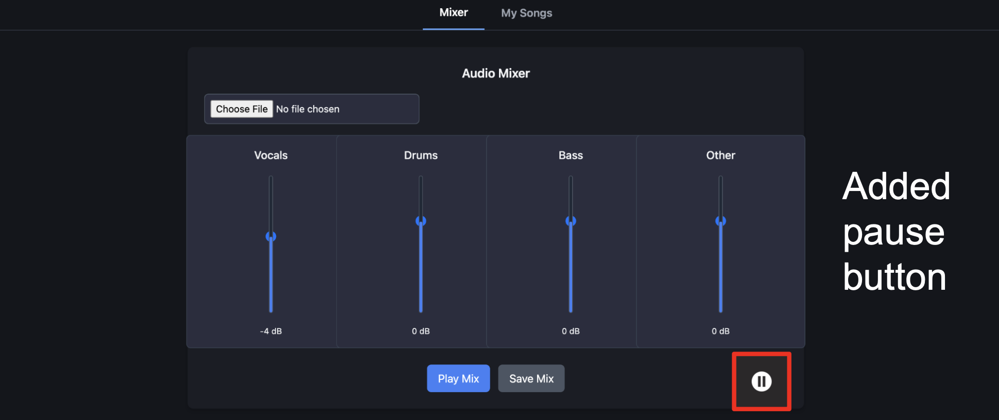 Mixer
My Songs
Audio Mixer
Choose File No file chosen
Vocals
Drums
Bass
Other
-4 dB
0 dB
0 dB
0 dB
Play Mix
Save Mix
Added
pause
button